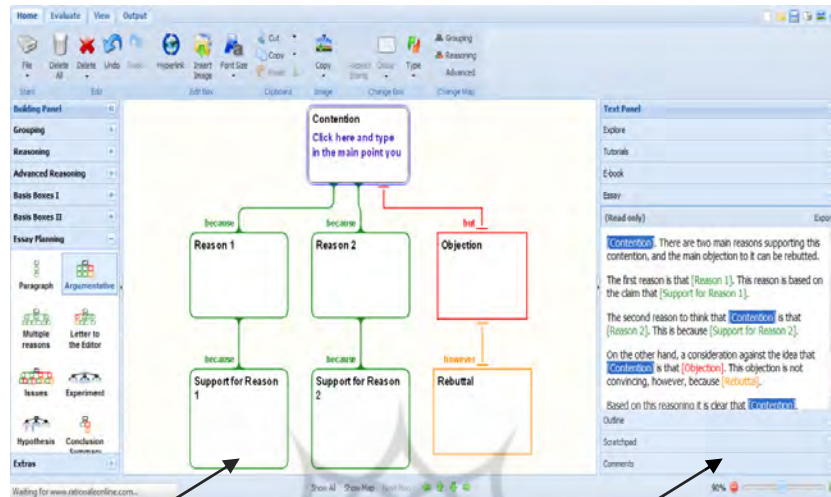 Home Evaluate View Output
File Delete All Delete Undo Hyperlink Insert Image Font Size Cut Copy Copy Type Grouping Reasoning Advanced
Start Edit Edit Box Clipboard Image Change Box Change Map
Building Panel
Grouping
Reasoning
Advanced Reasoning
Basis Boxes I
Basis Boxes II
Essay Planning
Paragraph Argumentative
Multiple reasons Letter to the Editor
Issues Experiment
Hypothesis Conclusion Summary
Extras
Waiting for www.rationaleonline.com...
Contention
Click here and type
in the main point you
because because but
Reason 1 Reason 2 Objection
because because however
Support for Reason 1
Support for Reason 2
Rebuttal
Show All Show Map
90%
Text Panel
Explore
Tutorials
E-book
Essay
(Read only) Expo
[Contention]. There are two main reasons supporting this
contention, and the main objection to it can be rebutted.
The first reason is that [Reason 1]. This reason is based on
the claim that [Support for Reason 1].
The second reason to think that [Contention] is that
[Reason 2]. This is because [Support for Reason 2].
On the other hand, a consideration against the idea that
[Contention] is that [Objection]. This objection is not
convincing, however, because [Rebuttal].
Based on this reasoning it is clear that [Contention].
Outline
Scratchpad
Comments